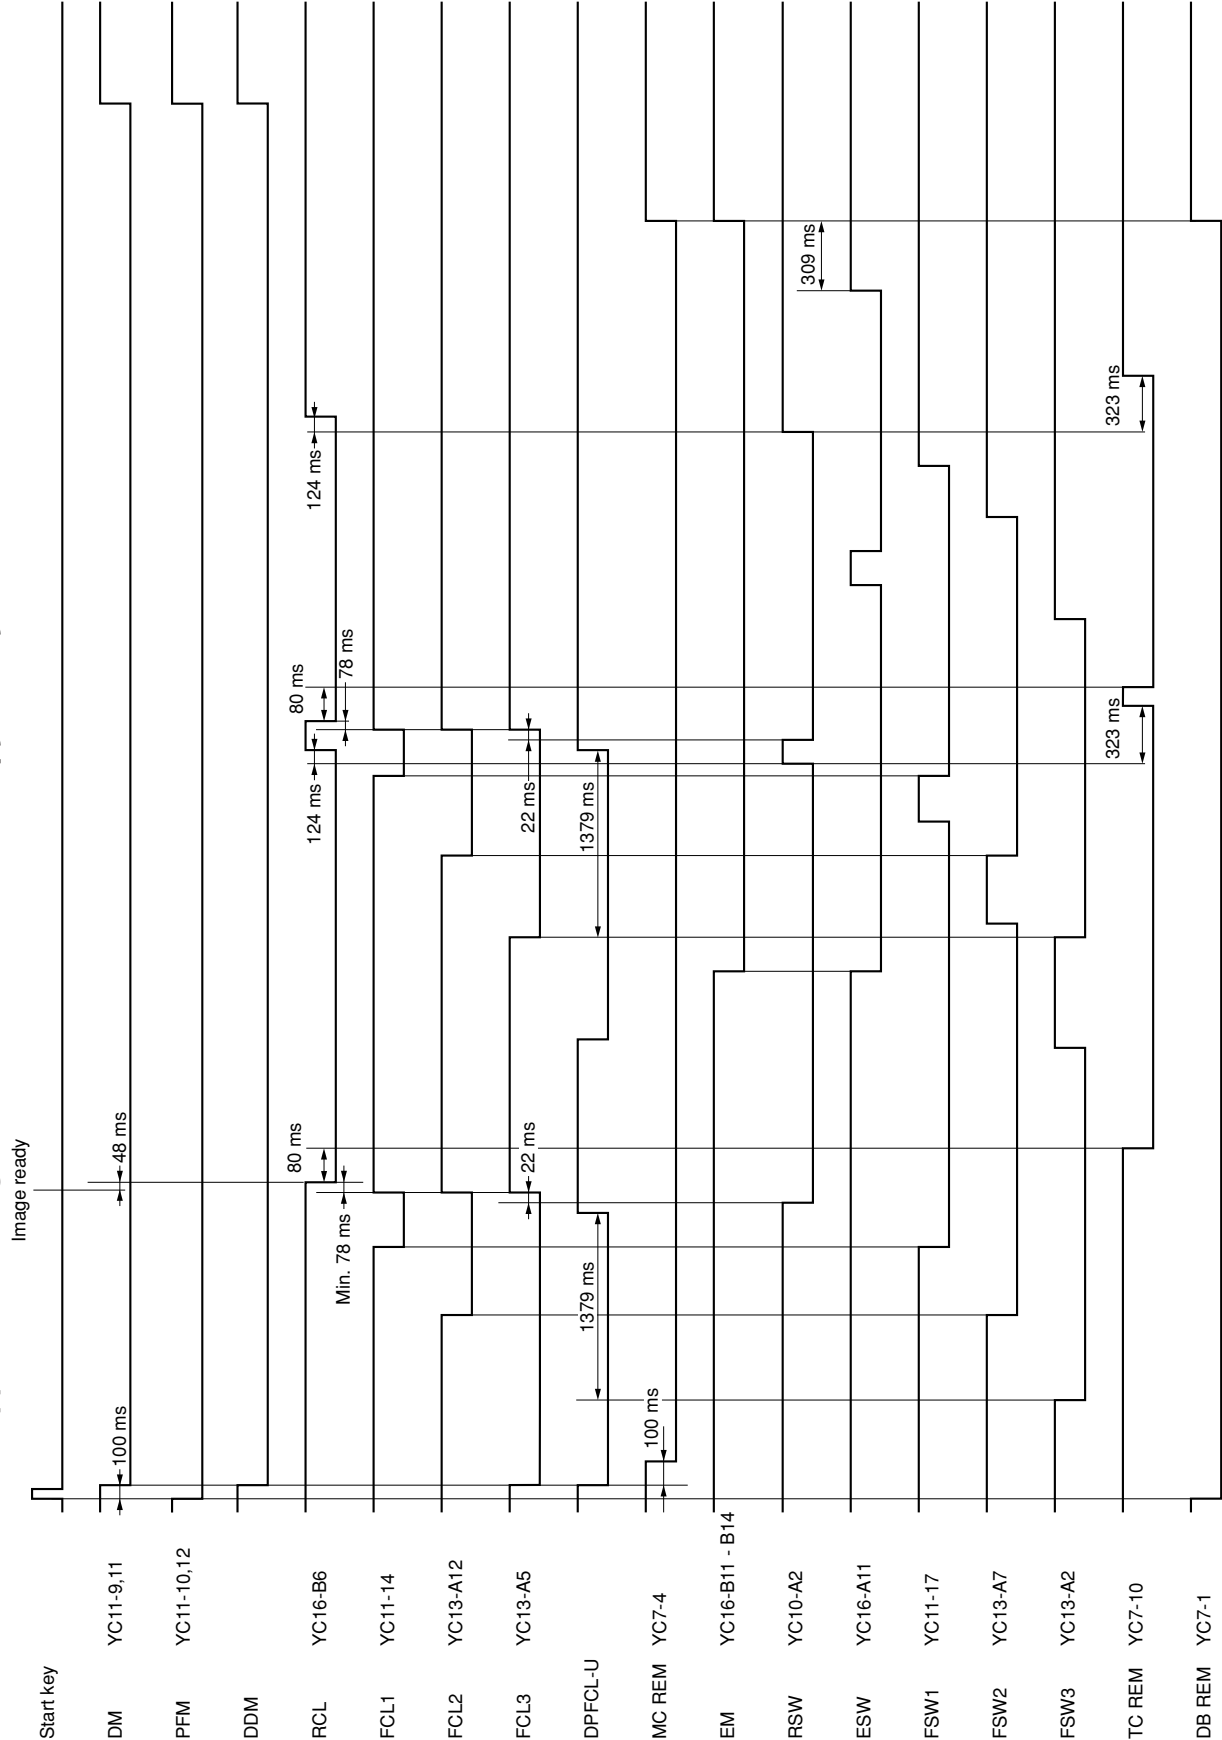 Image ready
Start key
DM YC11-9,11 100 ms 48 ms
PFM YC11-10,12
DDM
RCL YC16-B6 80 ms 124 ms 80 ms 124 ms
Min. 78 ms 78 ms
FCL1 YC11-14
FCL2 YC13-A12
FCL3 YC13-A5 22 ms 22 ms
DPFCL-U 1379 ms 1379 ms
MC REM YC7-4 100 ms
EM YC16-B11 - B14
RSW YC10-A2 309 ms
ESW YC16-A11
FSW1 YC11-17
FSW2 YC13-A7
FSW3 YC13-A2
TC REM YC7-10 323 ms 323 ms
DB REM YC7-1